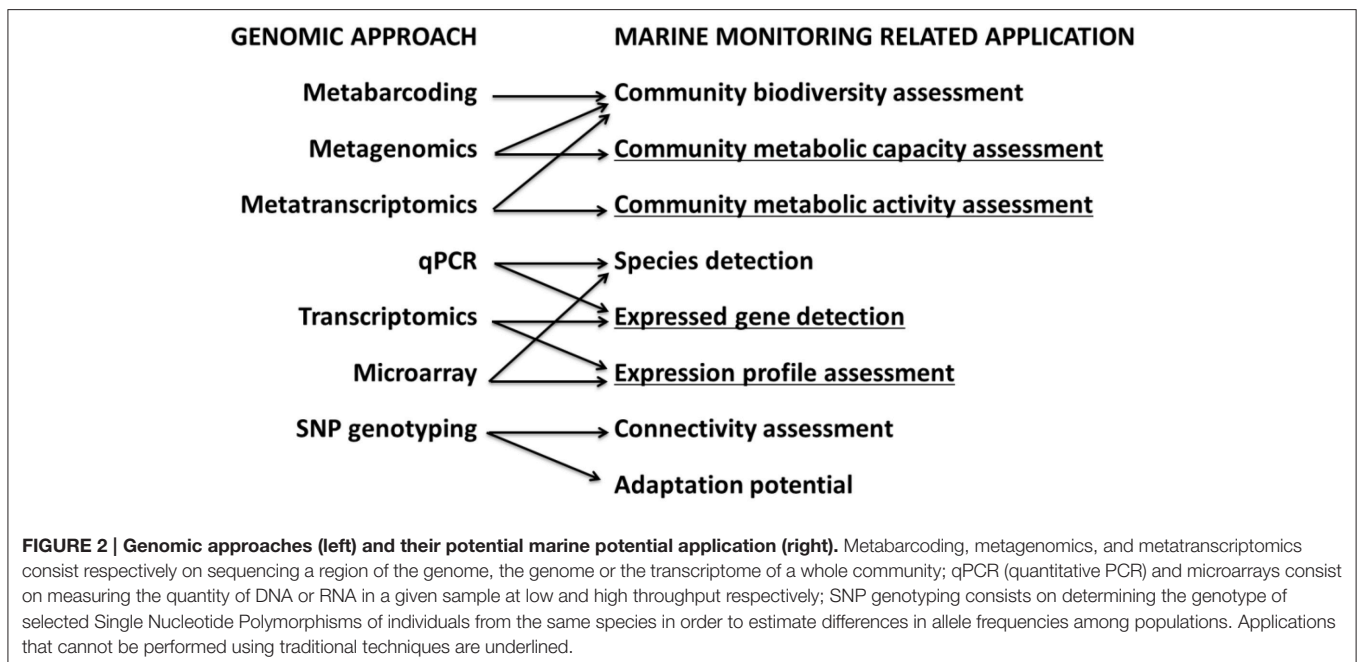 GENOMIC APPROACH MARINE MONITORING RELATED APPLICATION
Metabarcoding Community biodiversity assessment
Metagenomics Community metabolic capacity assessment
Metatranscriptomics Community metabolic activity assessment
qPCR Species detection
Transcriptomics Expressed gene detection
Microarray Expression profile assessment
SNP genotyping Connectivity assessment
Adaptation potential
FIGURE 2 | Genomic approaches (left) and their potential marine potential application (right). Metabarcoding, metagenomics, and metatranscriptomics
consist respectively on sequencing a region of the genome, the genome or the transcriptome of a whole community; qPCR (quantitative PCR) and microarrays consist
on measuring the quantity of DNA or RNA in a given sample at low and high throughput respectively; SNP genotyping consists on determining the genotype of
selected Single Nucleotide Polymorphisms of individuals from the same species in order to estimate differences in allele frequencies among populations. Applications
that cannot be performed using traditional techniques are underlined.